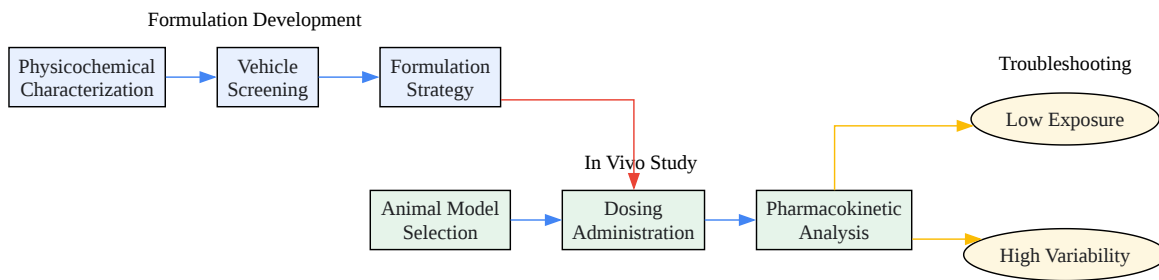 Formulation Development
Physicochemical
Characterization
Vehicle
Screening
Formulation
Strategy
Troubleshooting
Low Exposure
In Vivo Study
Animal Model
Selection
Dosing
Administration
Pharmacokinetic
Analysis
High Variability